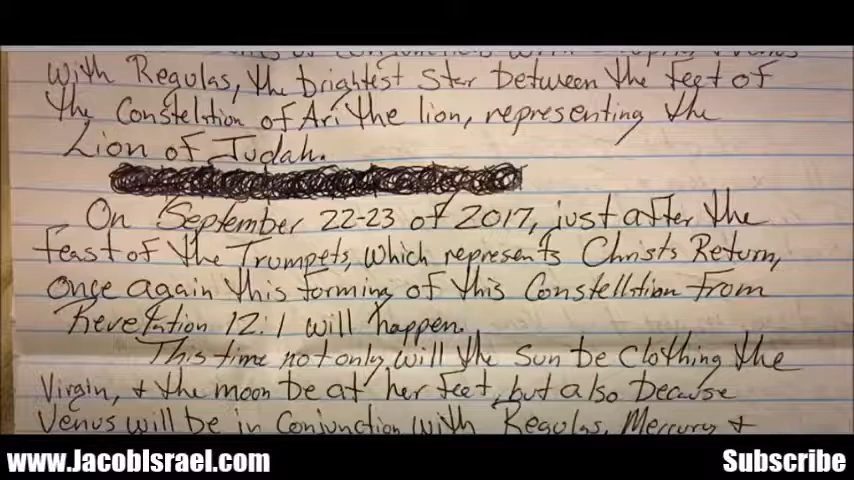 with Regulas, the brightest star between the feet of
the Conseltion of Ari the lion, representing the
Lion of Judah.
On September 22-23 of 2017, just after the
feast of the Trumpets, which represents Christs Return,
Once again this forming of this Constelltion from
Revelation 12:1 will happen.
This time not only will the Sun be Clothing the
Virgin, + the moon be at her feet, but also because
Venus will be in Conjunction with Regulas, Mercury +
www.JacobIsrael.com
Subscribe